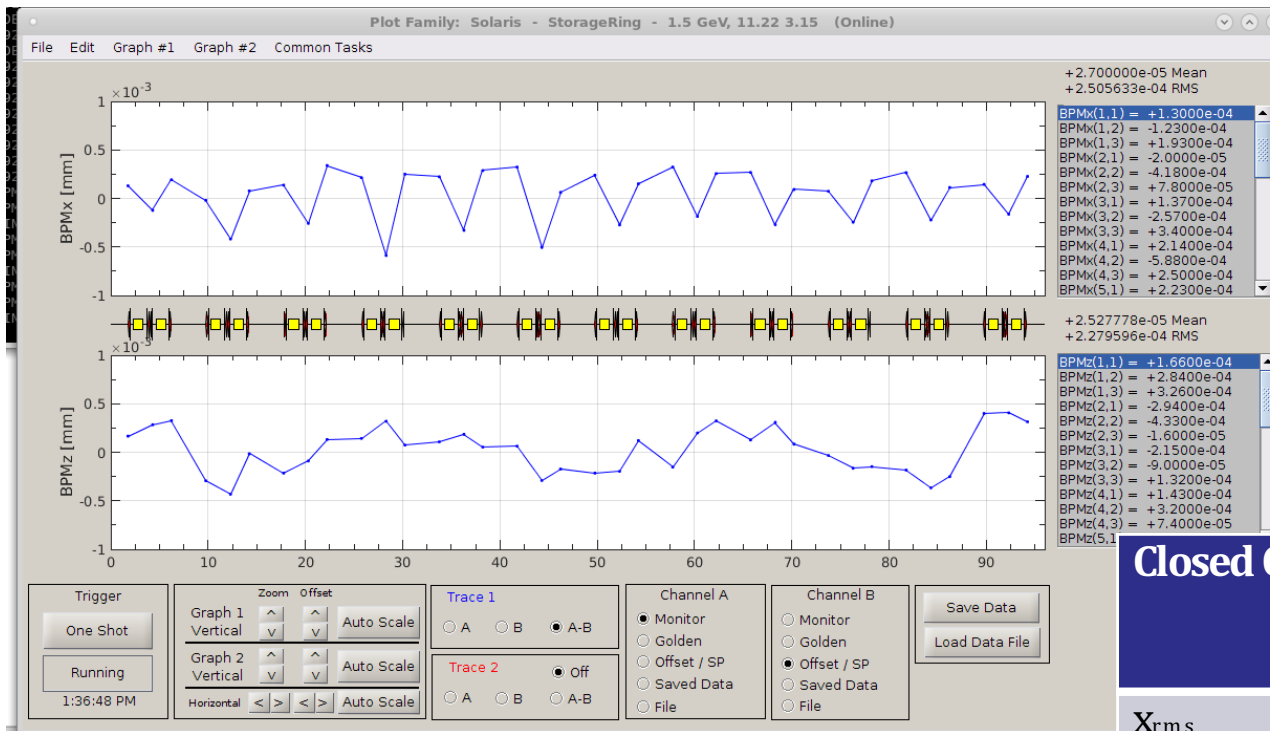 Plot Family: Solaris - StorageRing - 1.5 GeV, 11.22 3.15 (Online)
File Edit Graph #1 Graph #2 Common Tasks
+2.700000e-05 Mean
+2.505633e-04 RMS
×10-3
1
0.5
0
-0.5
-1
BPMx [mm]
BPMx(1,1) = +1.3000e-04
BPMx(1,2) = -1.2300e-04
BPMx(1,3) = +1.9300e-04
BPMx(2,1) = -2.0000e-05
BPMx(2,2) = -4.1800e-04
BPMx(2,3) = +7.8000e-05
BPMx(3,1) = +1.3700e-04
BPMx(3,2) = -2.5700e-04
BPMx(3,3) = +3.4000e-04
BPMx(4,1) = +2.1400e-04
BPMx(4,2) = -5.8800e-04
BPMx(4,3) = +2.5000e-04
BPMx(5,1) = +2.2300e-04
+2.527778e-05 Mean
+2.279596e-04 RMS
×10-3
1
0.5
0
-0.5
-1
BPMz [mm]
0 10 20 30 40 50 60 70 80 90
BPMz(1,1) = +1.6600e-04
BPMz(1,2) = +2.8400e-04
BPMz(1,3) = +3.2600e-04
BPMz(2,1) = -2.9400e-04
BPMz(2,2) = -4.3300e-04
BPMz(2,3) = -1.6000e-05
BPMz(3,1) = -2.1500e-04
BPMz(3,2) = -9.0000e-05
BPMz(3,3) = +1.3200e-04
BPMz(4,1) = +1.4300e-04
BPMz(4,2) = +3.2000e-04
BPMz(4,3) = +7.4000e-05
BPMz(5,1
Closed
Trigger
One Shot
Running
1:36:48 PM
Zoom Offset
Graph 1
Vertical
^ ^
v v
Auto Scale
Graph 2
Vertical
^ ^
v v
Auto Scale
Horizontal < > < > Auto Scale
Trace 1
A B A-B
Trace 2 Off
A B A-B
Channel A
Monitor
Golden
Offset / SP
Saved Data
File
Channel B
Monitor
Golden
Offset / SP
Saved Data
File
Save Data
Load Data File
Xrms